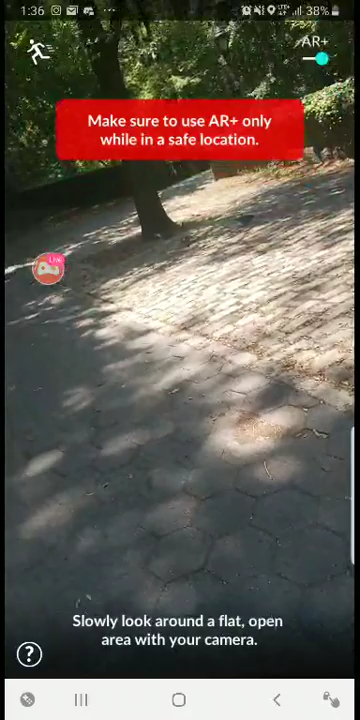 1:36
38%
AR+
Make sure to use AR+ only
while in a safe location.
Live
Slowly look around a flat, open
area with your camera.
?